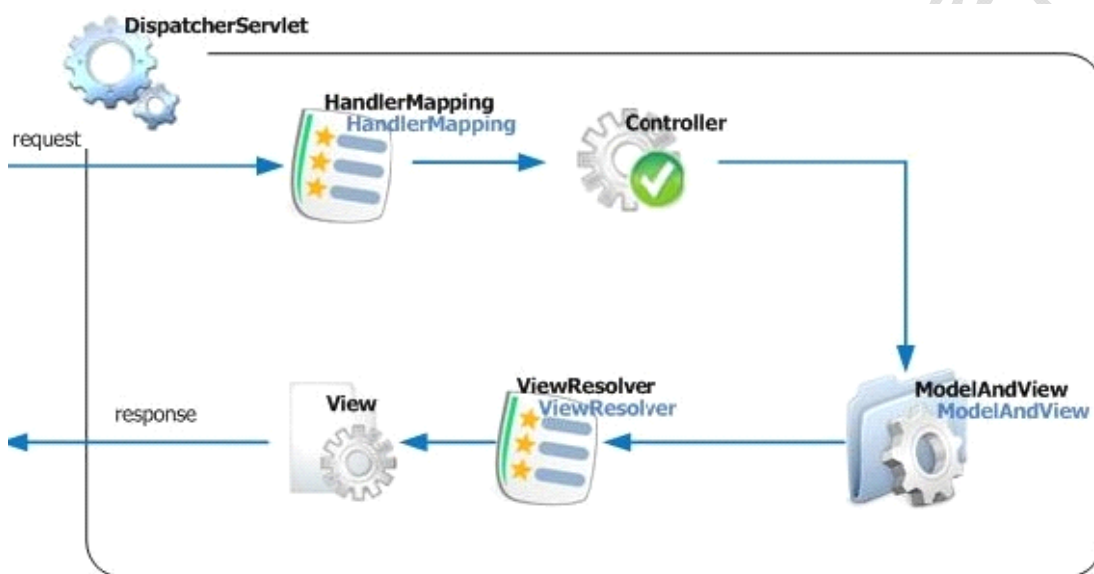 DispatcherServlet
request
HandlerMapping
HandlerMapping
Controller
ModelAndView
ModelAndView
ViewResolver
ViewResolver
View
response